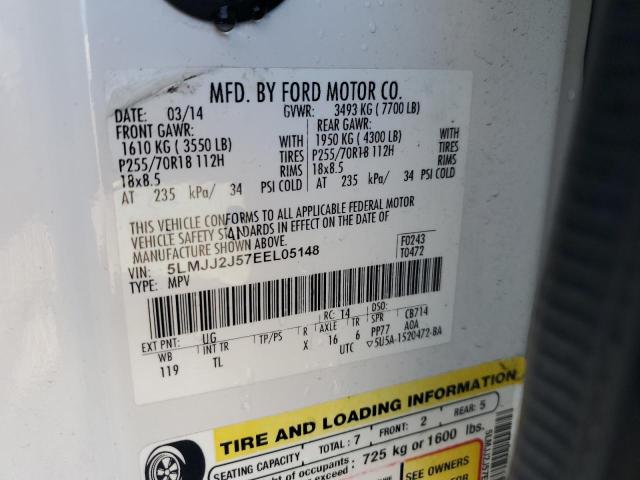 MFD. BY FORD MOTOR CO.
DATE: 03/14 GVWR: 3493 KG ( 7700 LB)
FRONT GAWR: REAR GAWR:
1610 KG ( 3550 LB) WITH 1950 KG ( 4300 LB) WITH
P255/70R18 112H TIRES P255/70R18 112H TIRES
18x8.5 RIMS 18x8.5 RIMS
AT 235 kPa/ 34 PSI COLD AT 235 kPa/ 34 PSI COLD
THIS VEHICLE CONFORMS TO ALL APPLICABLE FEDERAL MOTOR
VEHICLE SAFETY STANDARDS IN EFFECT ON THE DATE OF
MANUFACTURE SHOWN ABOVE.
VIN: 5LMJJ2J57EEL05148 F0243
TYPE: MPV T0472
RC: 14 DSO:
EXT PNT: UG TP/PS R AXLE TR SPR CB714
WB INT TR X 16 6 PP77 AOA
119 TL UTC 5U5A-1520472-BA
TIRE AND LOADING INFORMATION
SEATING CAPACITY TOTAL: 7 FRONT: 2 REAR: 5
ht of occupants 725 kg or 1600 lbs.
exceed :
SEE OWNERS